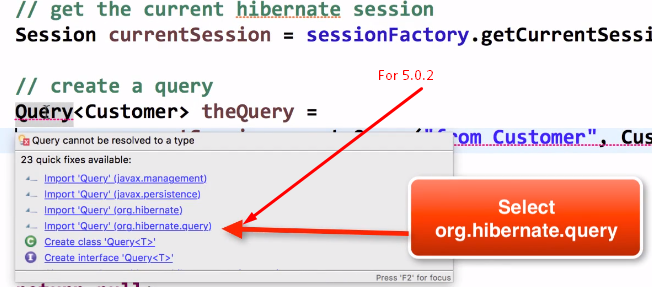 // get the current hibernate session
Session currentSession = sessionFactory.getCurrentSessi
// create a query
For 5.0.2
Query<Customer> theQuery =
("from Customer", Cus
Query cannot be resolved to a type
23 quick fixes available:
Import 'Query' (javax.management)
Import 'Query' (javax.persistence)
Import 'Query' (org.hibernate)
Import 'Query' (org.hibernate.query)
Create class 'Query<T>'
Create interface 'Query<T>'
Press 'F2' for focus
Select
org.hibernate.query